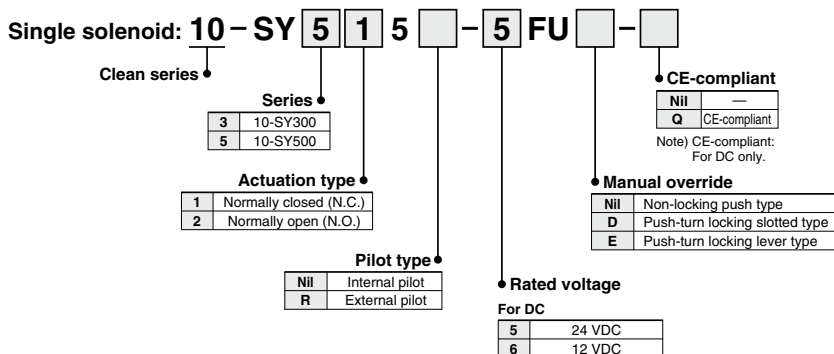 Single solenoid: 10 – SY 5 1 5 – 5 FU –
Clean series
CE-compliant
Nil —
Q CE-compliant
Note) CE-compliant:
For DC only.
Series
3 10-SY300
5 10-SY500
Actuation type
1 Normally closed (N.C.)
2 Normally open (N.O.)
Manual override
Nil Non-locking push type
D Push-turn locking slotted type
E Push-turn locking lever type
Pilot type
Nil Internal pilot
R External pilot
Rated voltage
For DC
5 24 VDC
6 12 VDC